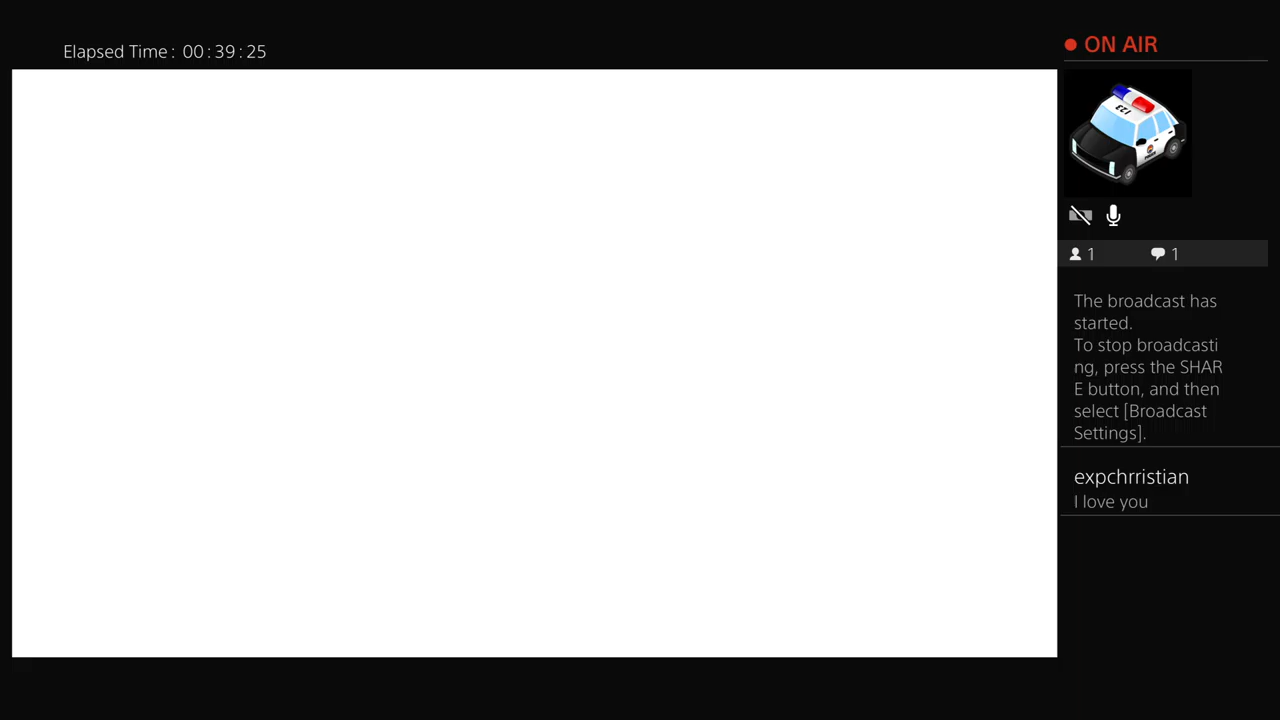 Elapsed Time: 00:39:25
ON AIR
123
1 1
The broadcast has
started.
To stop broadcasti
ng, press the SHAR
E button, and then
select [Broadcast
Settings].
expchrristian
I love you